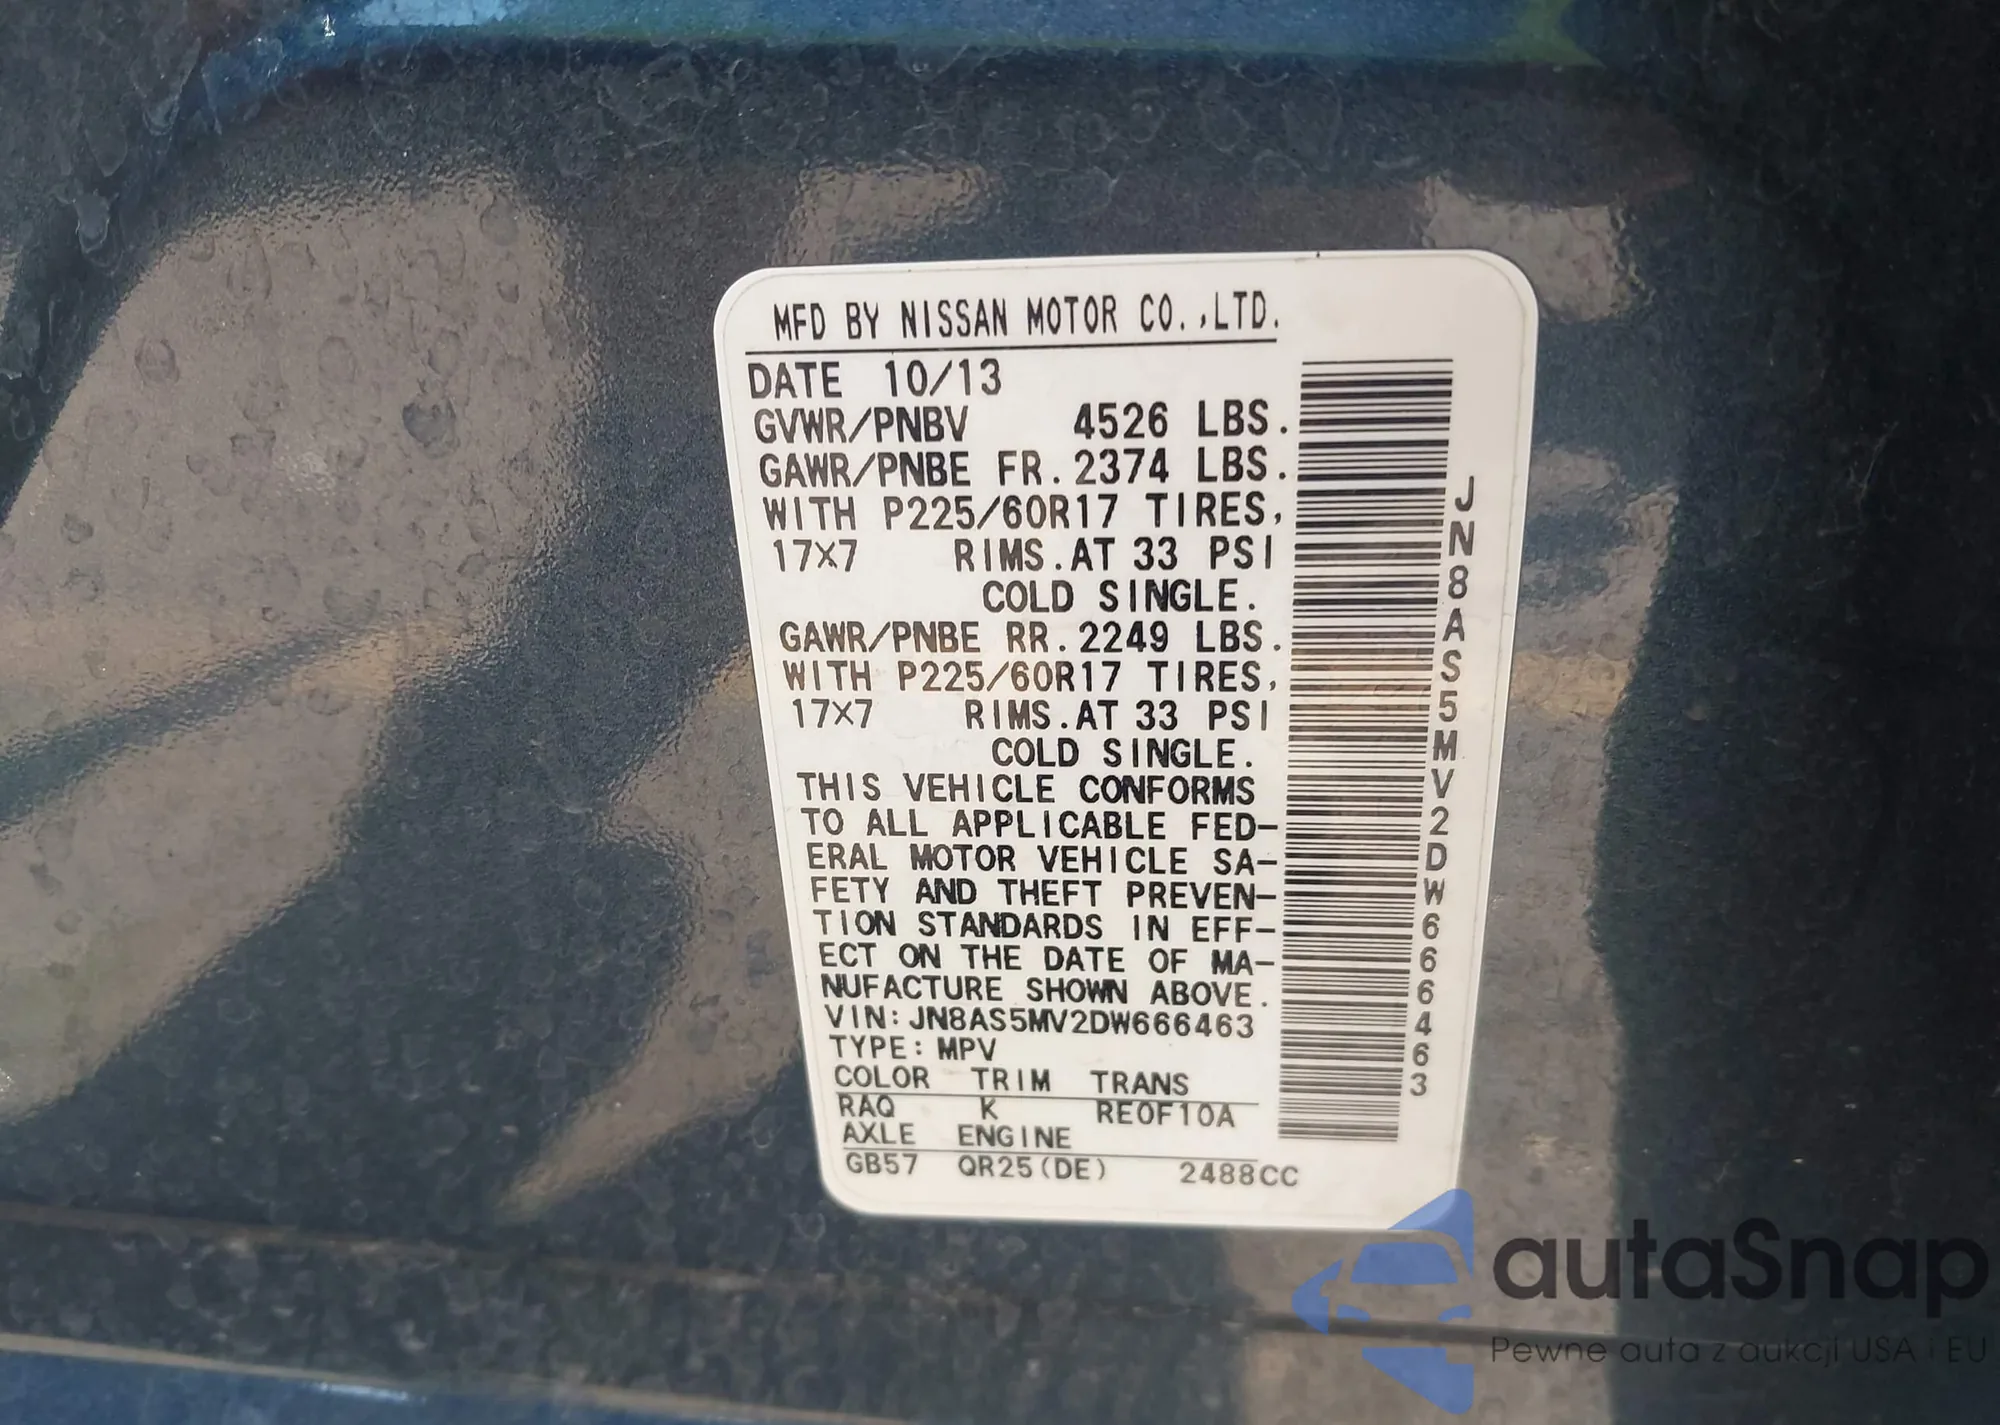 MFD BY NISSAN MOTOR CO.,LTD.
DATE 10/13
GVWR/PNBV 4526 LBS.
GAWR/PNBE FR.2374 LBS.
WITH P225/60R17 TIRES,
17X7 RIMS.AT 33 PSI
COLD SINGLE.
GAWR/PNBE RR.2249 LBS.
WITH P225/60R17 TIRES,
17X7 RIMS.AT 33 PSI
COLD SINGLE.
THIS VEHICLE CONFORMS
TO ALL APPLICABLE FED-
ERAL MOTOR VEHICLE SA-
FETY AND THEFT PREVEN-
TION STANDARDS IN EFF-
ECT ON THE DATE OF MA-
NUFACTURE SHOWN ABOVE.
VIN:JN8AS5MV2DW666463
TYPE:MPV
COLOR TRIM TRANS
RAQ K RE0F10A
AXLE ENGINE
GB57 QR25(DE) 2488CC
JN8AS5MV2DW666463
autaSnap
Pewne auta z aukcji USA i EU